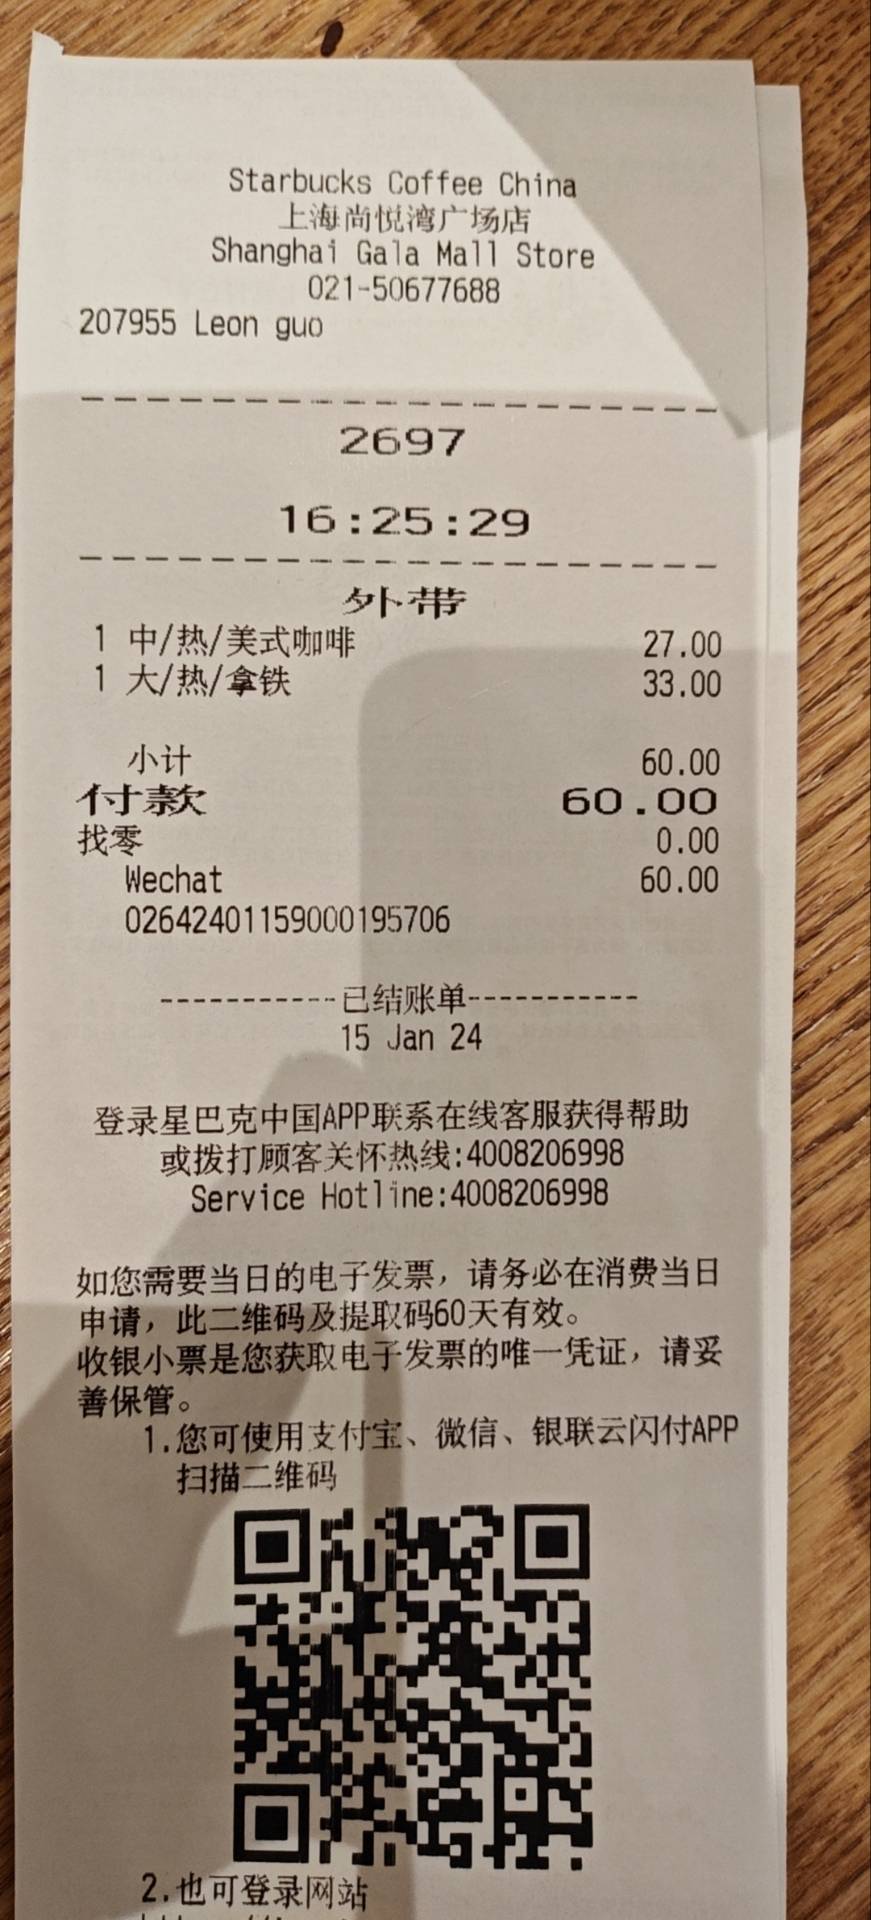 Starbucks Coffee China
上海尚悦湾广场店
Shanghai Gala Mall Store
021-50677688
207955 Leon guo
2697
16:25:29
外带
1 中/热/美式咖啡 27.00
1 大/热/拿铁 33.00
小计 60.00
付款 60.00
找零 0.00
Wechat 60.00
02642401159000195706
-----------已结账单-----------
15 Jan 24
登录星巴克中国APP联系在线客服获得帮助
或拨打顾客关怀热线:4008206998
Service Hotline:4008206998
如您需要当日的电子发票，请务必在消费当日
申请，此二维码及提取码60天有效。
收银小票是您获取电子发票的唯一凭证，请妥
善保管。
1.您可使用支付宝、微信、银联云闪付APP
扫描二维码
2.也可登录网站